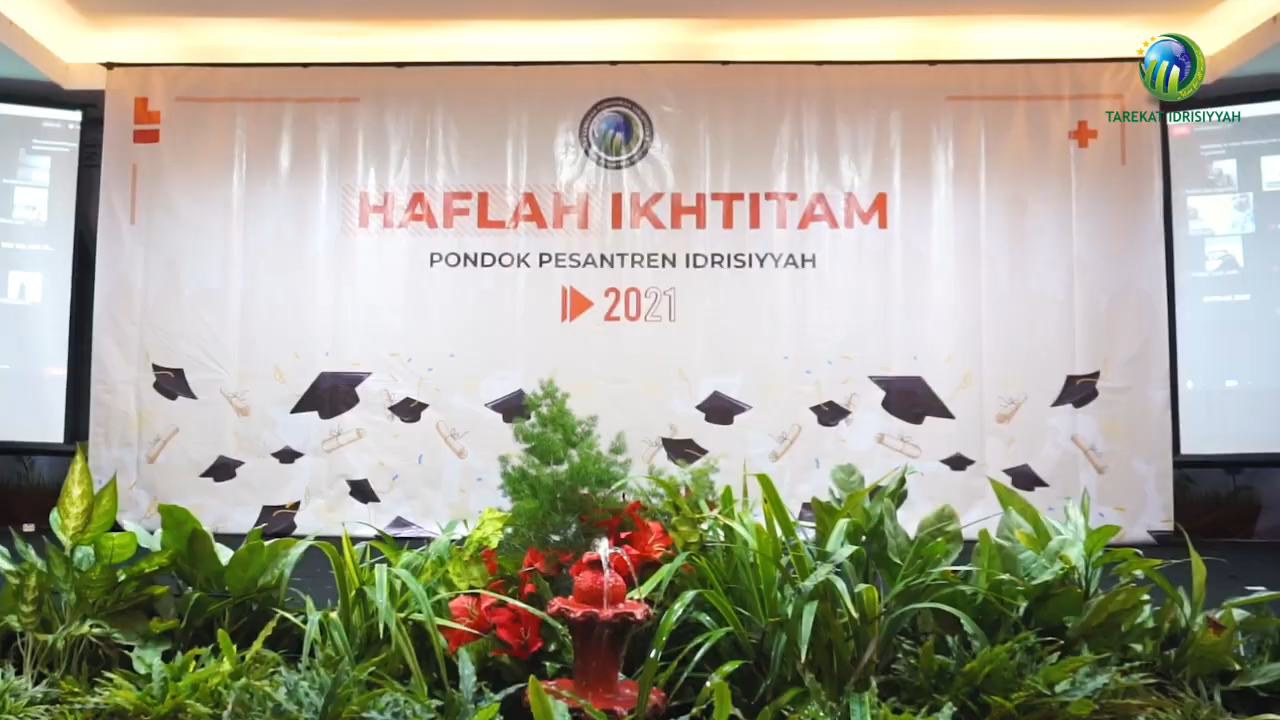 TAREKAT IDRISIYYAH
HAFLAH IKHTITAM
PONDOK PESANTREN IDRISIYYAH
2021